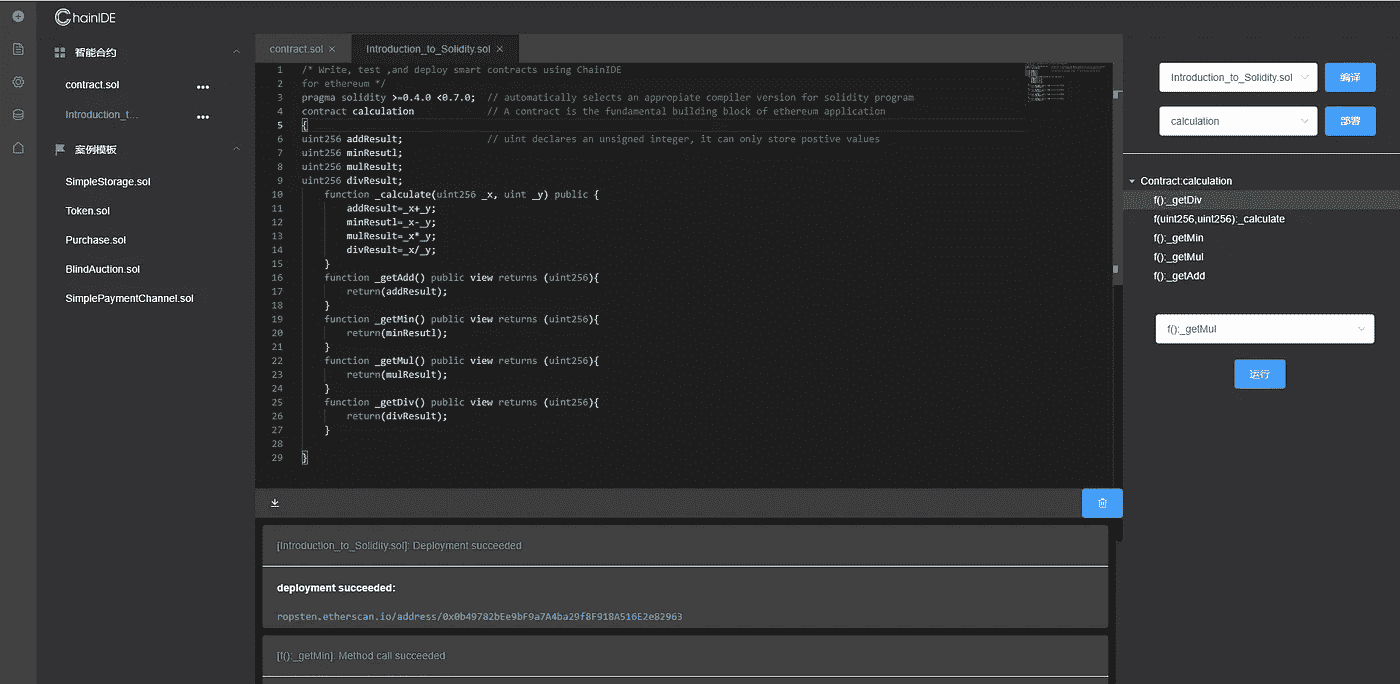 ChainIDE
智能合约
contract.sol
•••
Introduction_t...
•••
案例模板
SimpleStorage.sol
Token.sol
Purchase.sol
BlindAuction.sol
SimplePaymentChannel.sol
contract.sol ×
Introduction_to_Solidity.sol ×
1 /* Write, test ,and deploy smart contracts using ChainIDE
2 for ethereum */
3 pragma solidity >=0.4.0 <0.7.0; // automatically selects an appropiate compiler version for solidity program
4 contract calculation // A contract is the fundamental building block of ethereum application
5 {
6 uint256 addResult; // uint declares an unsigned integer, it can only store postive values
7 uint256 minResutl;
8 uint256 mulResult;
9 uint256 divResult;
10 function _calculate(uint256 _x, uint _y) public {
11 addResult=_x+_y;
12 minResutl=_x-_y;
13 mulResult=_x*_y;
14 divResult=_x/_y;
15 }
16 function _getAdd() public view returns (uint256){
17 return(addResult);
18 }
19 function _getMin() public view returns (uint256){
20 return(minResutl);
21 }
22 function _getMul() public view returns (uint256){
23 return(mulResult);
24 }
25 function _getDiv() public view returns (uint256){
26 return(divResult);
27 }
28
29 }
[Introduction_to_Solidity.sol]: Deployment succeeded
deployment succeeded:
ropsten.etherscan.io/address/0x0b49782bEe9bF9a7A4ba29f8F918A516E2e82963
[f():_getMin]: Method call succeeded
Introduction_to_Solidity.sol
编译
calculation
部署
Contract:calculation
f():_getDiv
f(uint256,uint256):_calculate
f():_getMin
f():_getMul
f():_getAdd
f():_getMul
运行